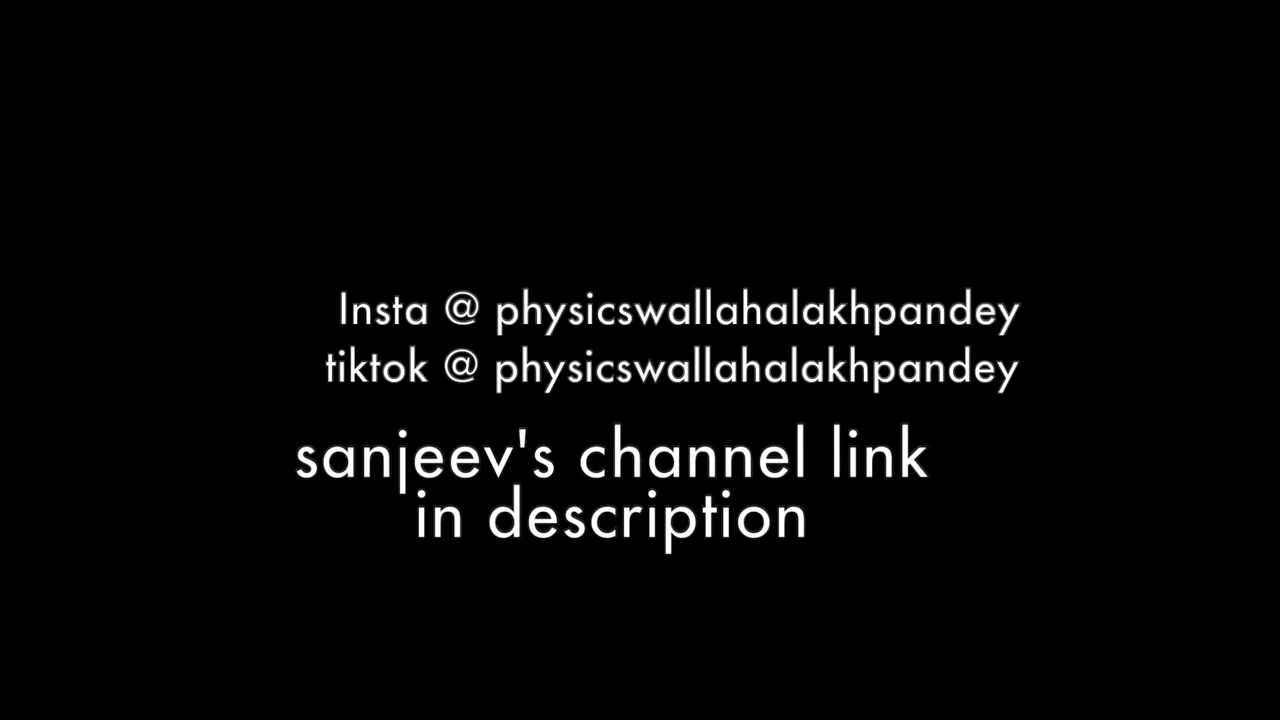 Insta @ physicswallahalakhpandey
tiktok @ physicswallahalakhpandey
sanjeev's channel link
in description